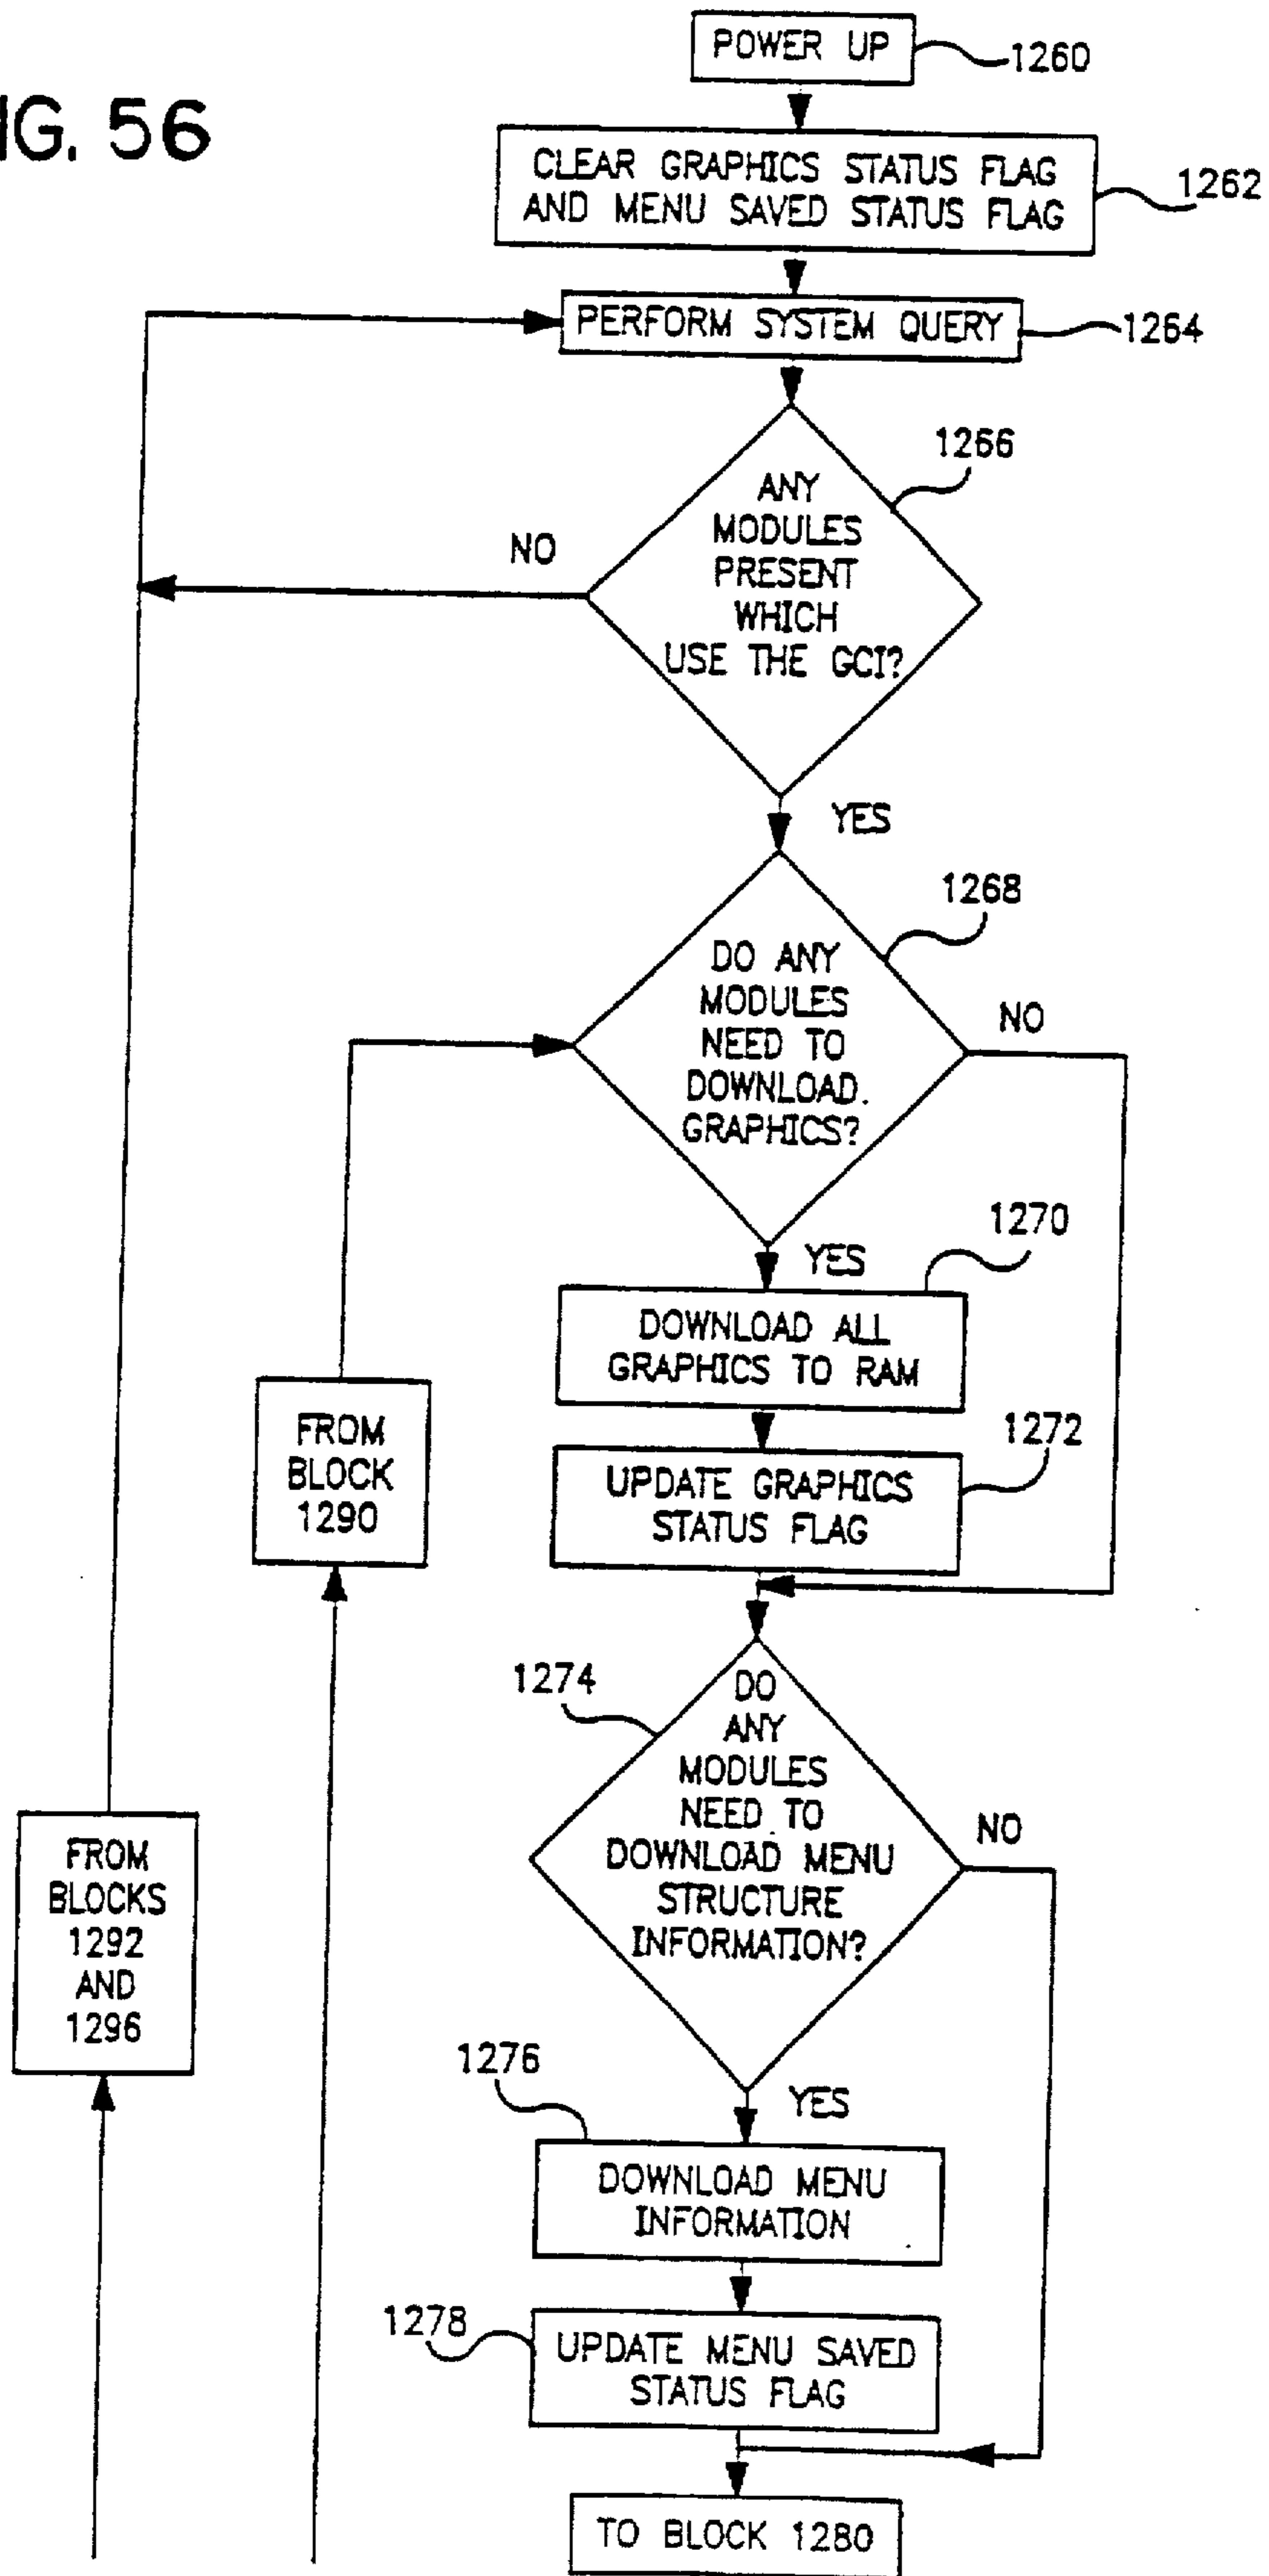 IG. 56
POWER UP
1260
CLEAR GRAPHICS STATUS FLAG
AND MENU SAVED STATUS FLAG
1262
PERFORM SYSTEM QUERY
1264
1266
ANY
MODULES
PRESENT
WHICH
USE THE GCI?
NO
YES
1268
DO ANY
MODULES
NEED TO
DOWNLOAD
GRAPHICS?
NO
YES
1270
DOWNLOAD ALL
GRAPHICS TO RAM
1272
UPDATE GRAPHICS
STATUS FLAG
FROM
BLOCK
1290
1274
DO
ANY
MODULES
NEED TO
DOWNLOAD MENU
STRUCTURE
INFORMATION?
NO
YES
FROM
BLOCKS
1292
AND
1296
1276
DOWNLOAD MENU
INFORMATION
1278
UPDATE MENU SAVED
STATUS FLAG
TO BLOCK 1280